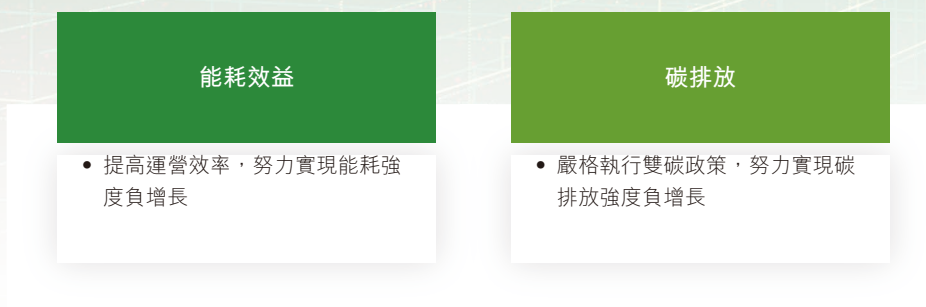 能耗效益
• 提高運營效率，努力實現能耗強
度負增長
碳排放
• 嚴格執行雙碳政策，努力實現碳
排放強度負增長